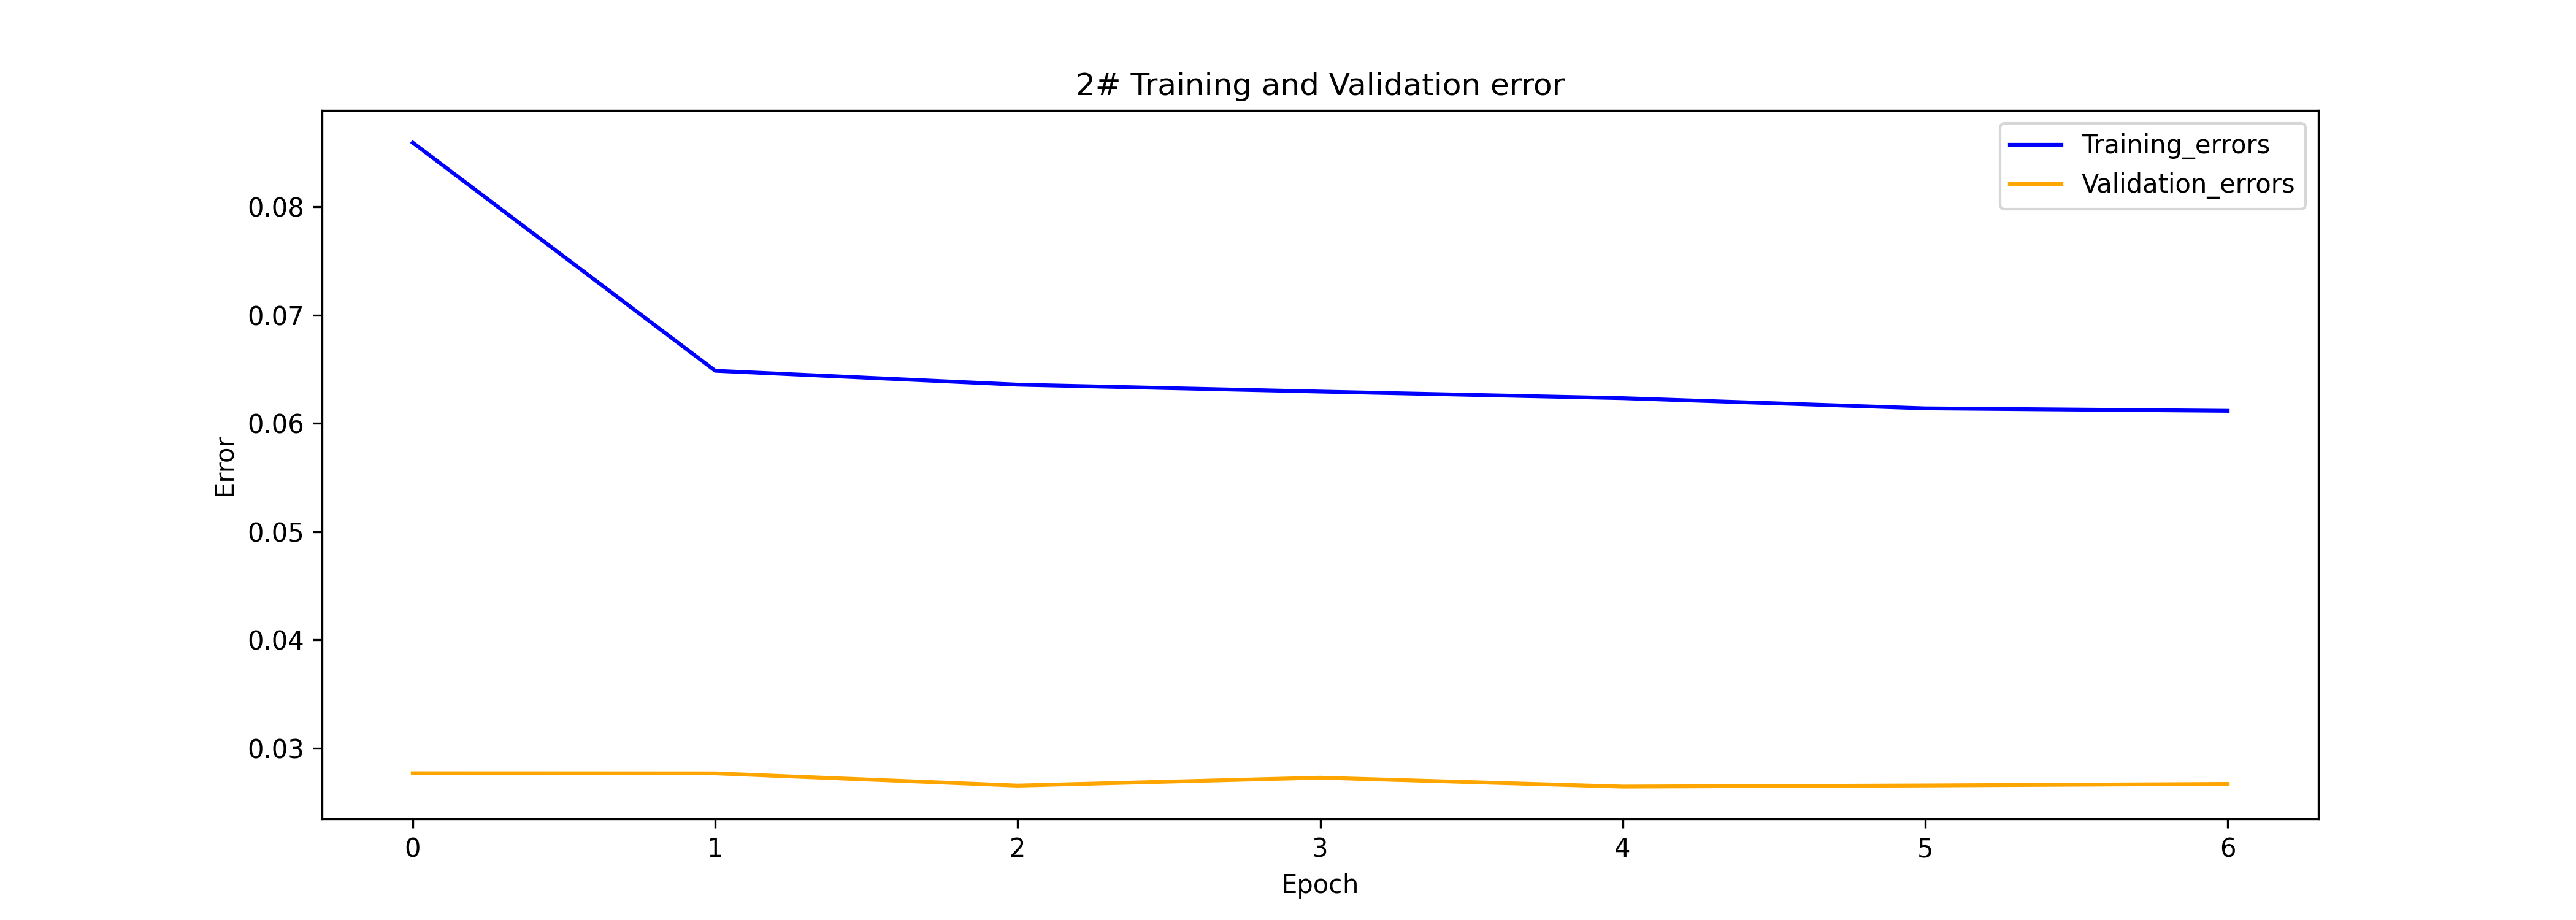 2# Training and Validation error
Training_errors
Validation_errors
0.08
0.07
0.06
0.05
0.04
0.03
Error
0 1 2 3 4 5 6
Epoch